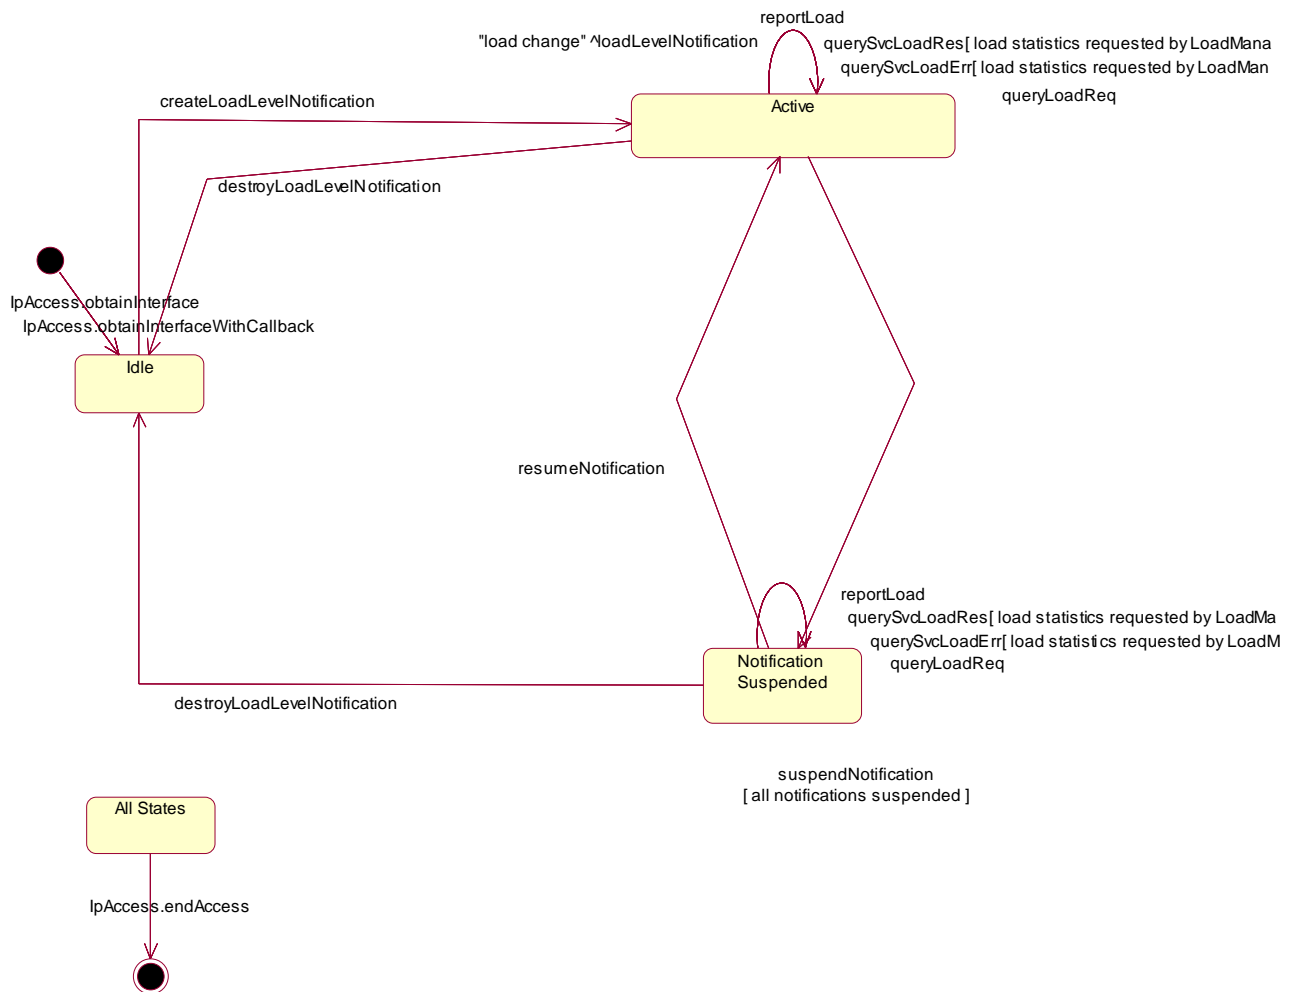 reportLoad
"load change" ^loadLevelNotification
querySvcLoadRes[ load statistics requested by LoadMana
querySvcLoadErr[ load statistics requested by LoadMan
queryLoadReq
createLoadLevelNotification
Active
destroyLoadLevelNotification
IpAccess.obtainInterface
IpAccess.obtainInterfaceWithCallback
Idle
resumeNotification
reportLoad
querySvcLoadRes[ load statistics requested by LoadMa
querySvcLoadErr[ load statistics requested by LoadM
queryLoadReq
Notification
Suspended
destroyLoadLevelNotification
suspendNotification
[ all notifications suspended ]
All States
IpAccess.endAccess